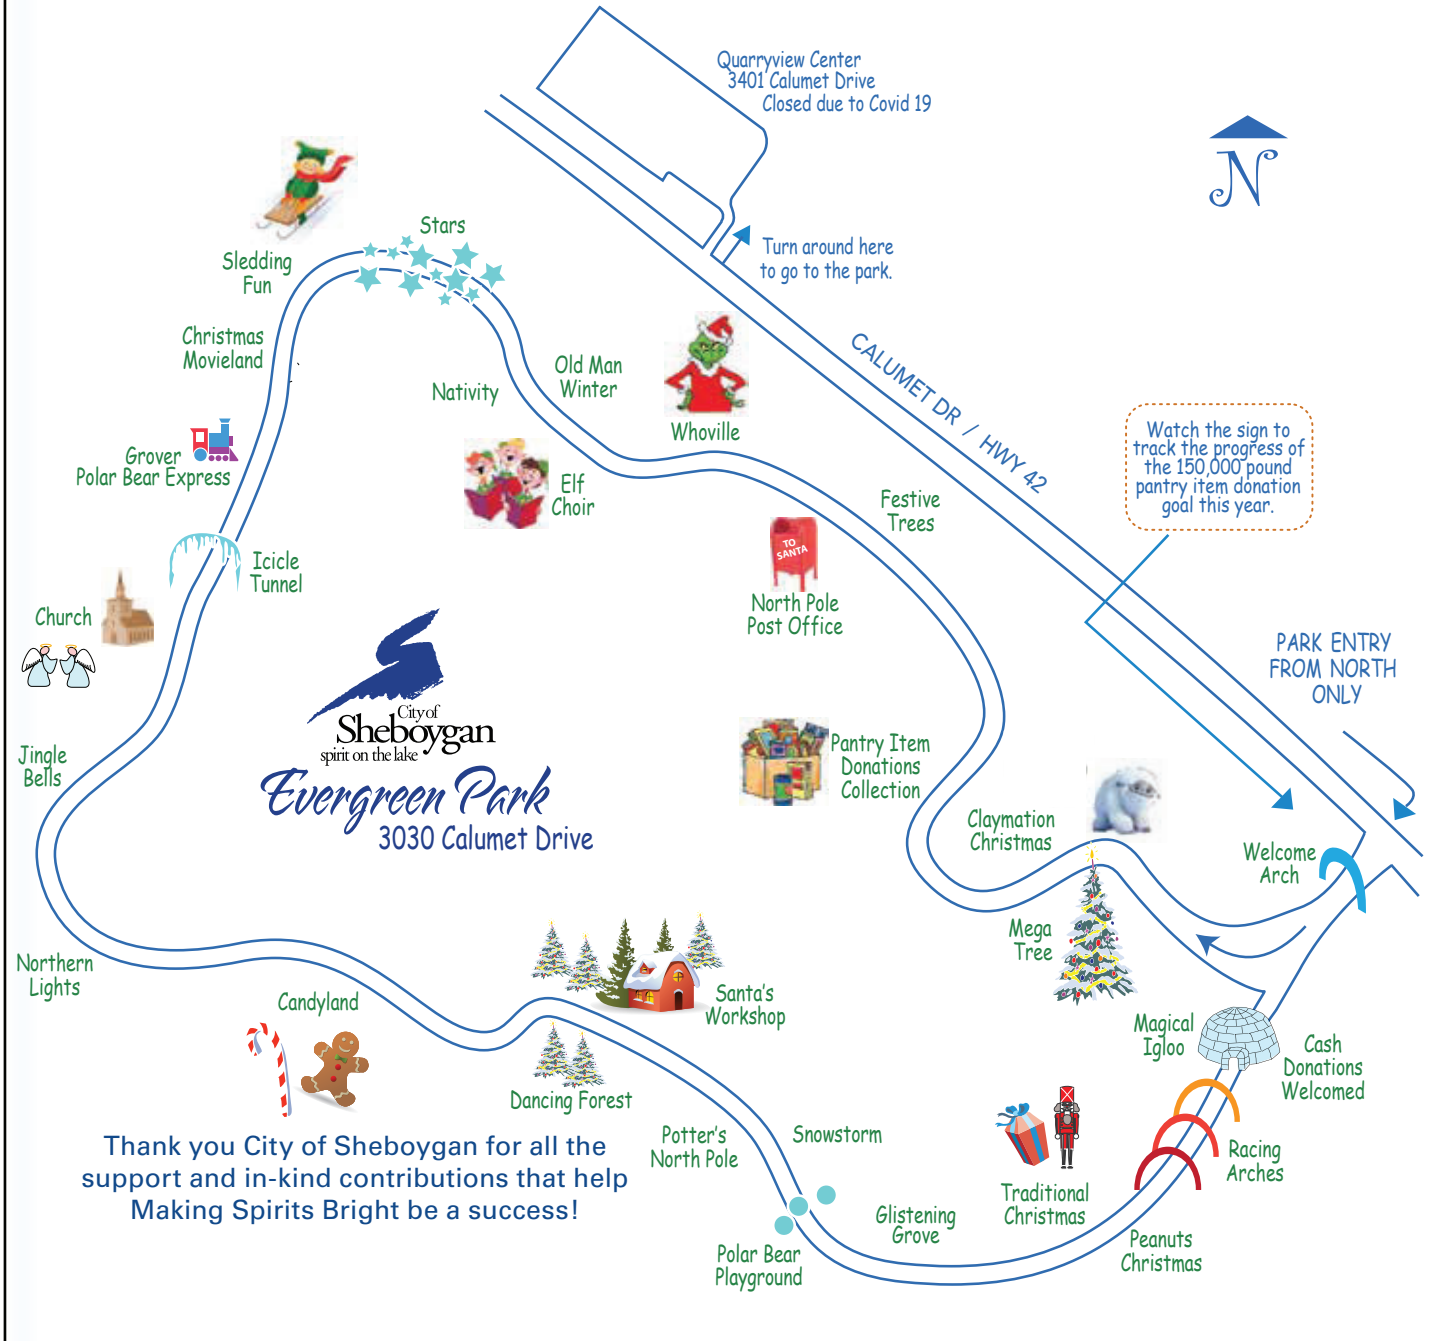 Quarryview Center
3401 Calumet Drive
Closed due to Covid 19
N
Turn around here
to go to the park.
Stars
Sledding
Fun
Christmas
Movieland
Nativity
Old Man
Winter
Whoville
CALUMET DR / HWY 42
Watch the sign to
track the progress of
the 150,000 pound
pantry item donation
goal this year.
Grover
Polar Bear Express
Elf
Choir
Festive
Trees
TO
SANTA
North Pole
Post Office
Icicle
Tunnel
Church
PARK ENTRY
FROM NORTH
ONLY
City of
Sheboygan
spirit on the lake
Evergreen Park
3030 Calumet Drive
Jingle
Bells
Pantry Item
Donations
Collection
Claymation
Christmas
Welcome
Arch
Mega
Tree
Northern
Lights
Candyland
Santa's
Workshop
Dancing Forest
Magical
Igloo
Cash
Donations
Welcomed
Thank you City of Sheboygan for all the
support and in-kind contributions that help
Making Spirits Bright be a success!
Potter's
North Pole
Snowstorm
Racing
Arches
Traditional
Christmas
Glistening
Grove
Peanuts
Christmas
Polar Bear
Playground